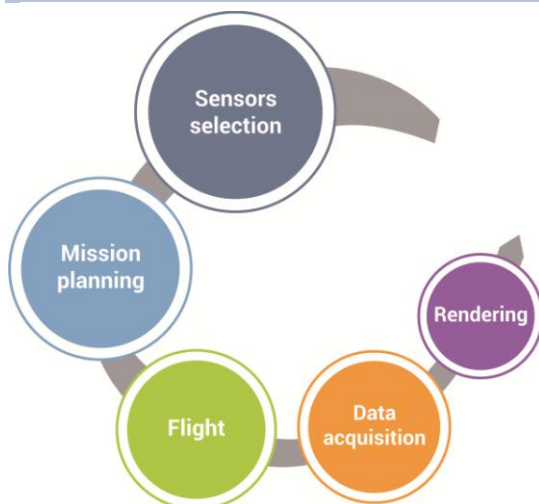 Sensors
selection
Mission
planning
Flight
Data
acquisition
Rendering